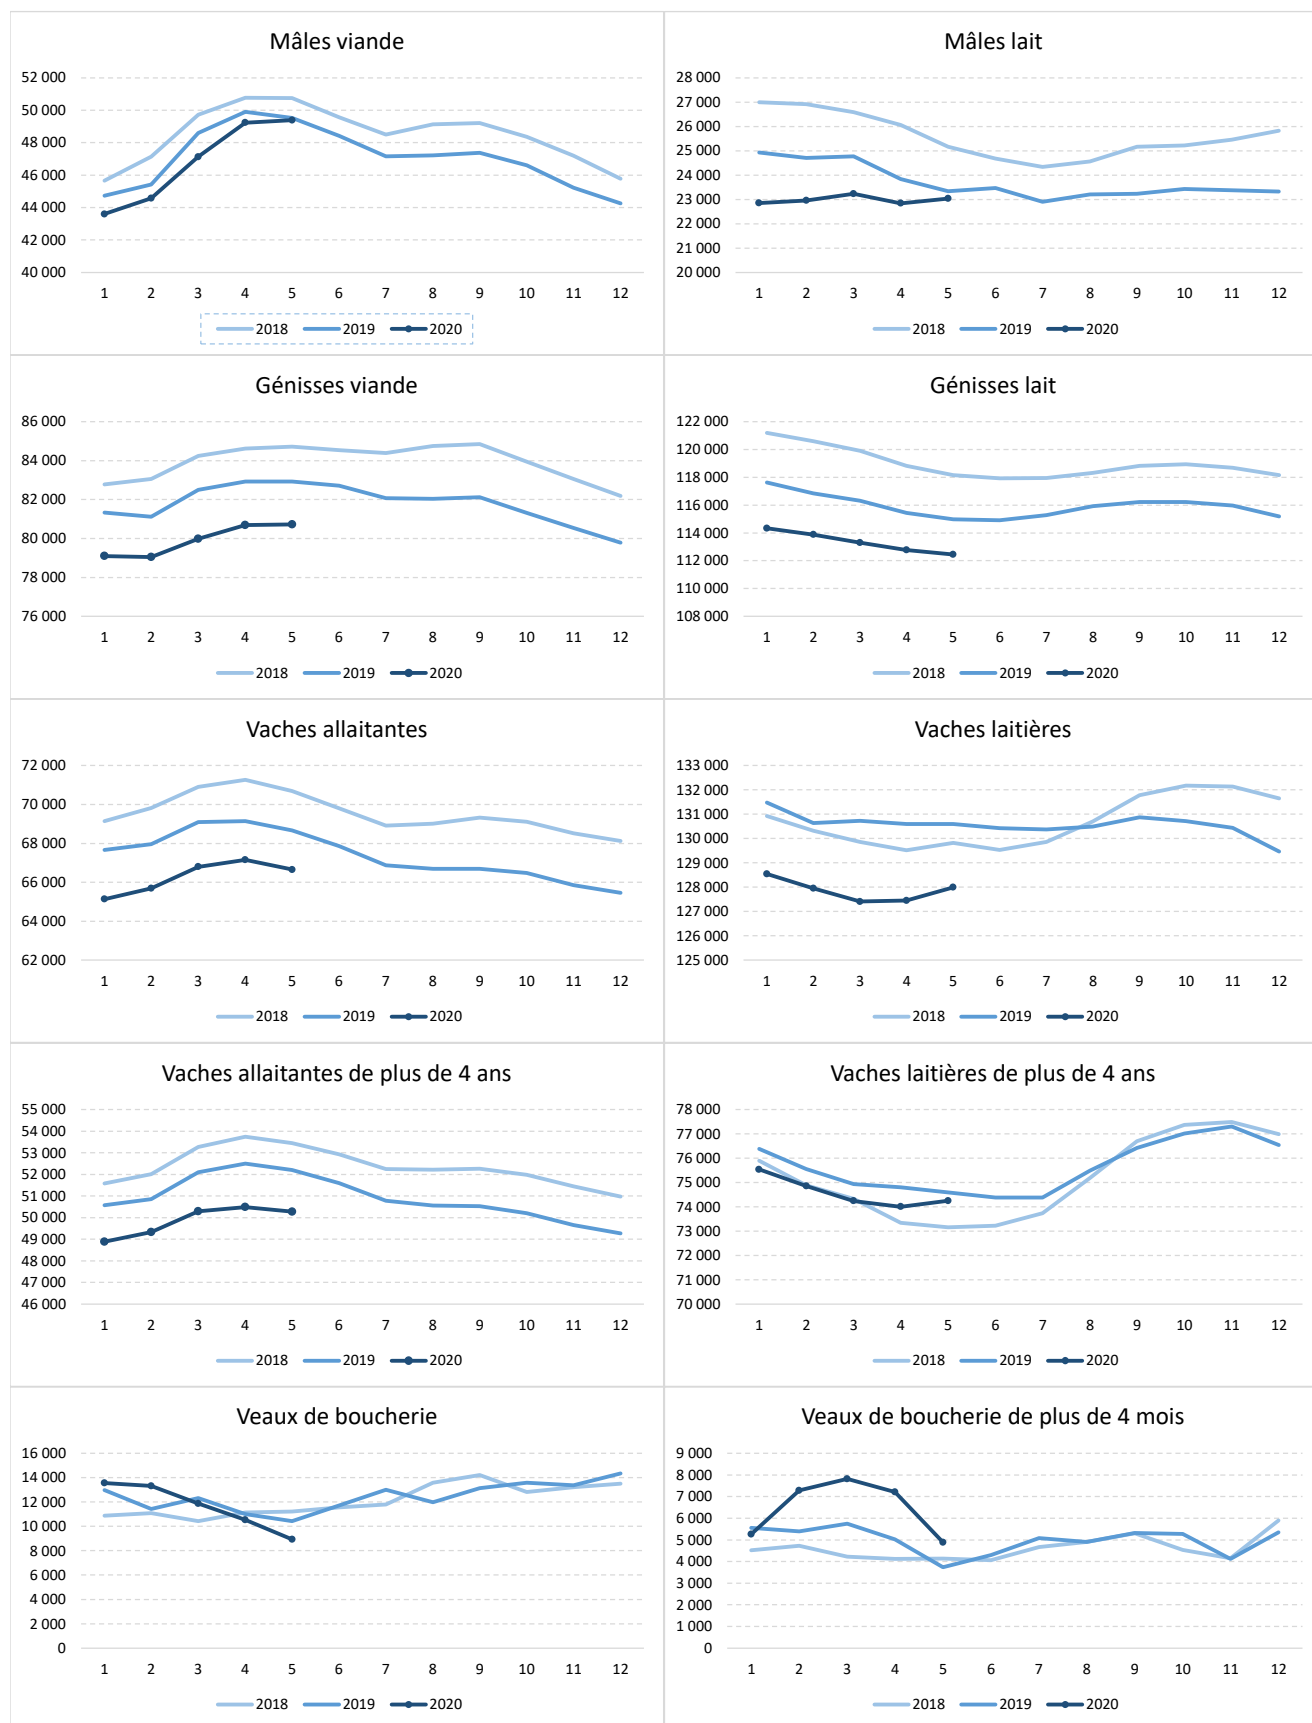 Mâles viande
52 000
50 000
48 000
46 000
44 000
42 000
40 000
1 2 3 4 5 6 7 8 9 10 11 12
2018 2019 2020
Mâles lait
28 000
27 000
26 000
25 000
24 000
23 000
22 000
21 000
20 000
1 2 3 4 5 6 7 8 9 10 11 12
2018 2019 2020
Génisses viande
86 000
84 000
82 000
80 000
78 000
76 000
1 2 3 4 5 6 7 8 9 10 11 12
2018 2019 2020
Génisses lait
122 000
120 000
118 000
116 000
114 000
112 000
110 000
108 000
1 2 3 4 5 6 7 8 9 10 11 12
2018 2019 2020
Vaches allaitantes
72 000
70 000
68 000
66 000
64 000
62 000
1 2 3 4 5 6 7 8 9 10 11 12
2018 2019 2020
Vaches laitières
133 000
132 000
131 000
130 000
129 000
128 000
127 000
126 000
125 000
1 2 3 4 5 6 7 8 9 10 11 12
2018 2019 2020
Vaches allaitantes de plus de 4 ans
55 000
54 000
53 000
52 000
51 000
50 000
49 000
48 000
47 000
46 000
1 2 3 4 5 6 7 8 9 10 11 12
2018 2019 2020
Vaches laitières de plus de 4 ans
78 000
77 000
76 000
75 000
74 000
73 000
72 000
71 000
70 000
1 2 3 4 5 6 7 8 9 10 11 12
2018 2019 2020
Veaux de boucherie
16 000
14 000
12 000
10 000
8 000
6 000
4 000
2 000
0
1 2 3 4 5 6 7 8 9 10 11 12
2018 2019 2020
Veaux de boucherie de plus de 4 mois
9 000
8 000
7 000
6 000
5 000
4 000
3 000
2 000
1 000
0
1 2 3 4 5 6 7 8 9 10 11 12
2018 2019 2020